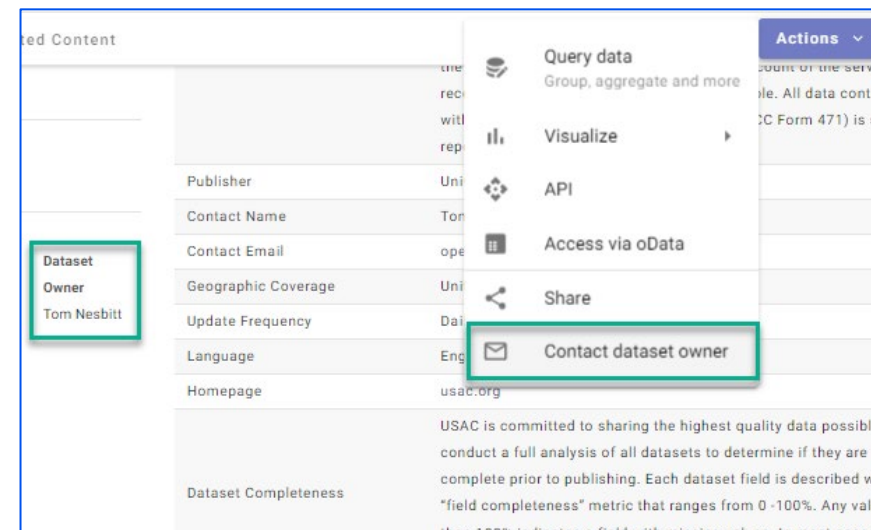 ted Content
Actions
Query data
Group, aggregate and more
Visualize
API
Access via oData
Share
Contact dataset owner
count of the serv
rec
ble. All data cont
with
CC Form 471) is
rep
Publisher Uni
Contact Name Ton
Contact Email ope
Geographic Coverage Uni
Update Frequency Dai
Language Eng
Homepage usac.org
Dataset
Owner
Tom Nesbitt
Dataset Completeness
USAC is committed to sharing the highest quality data possibl
conduct a full analysis of all datasets to determine if they are
complete prior to publishing. Each dataset field is described w
"field completeness" metric that ranges from 0 -100%. Any val